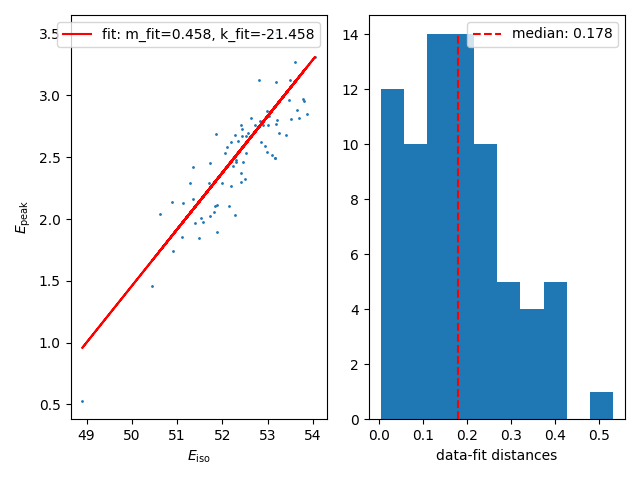 fit: m_fit=0.458, k_fit=-21.458
3.5
3.0
2.5
2.0
1.5
1.0
0.5
E_peak
49 50 51 52 53 54
E_iso
median: 0.178
14
12
10
8
6
4
2
0
0.0 0.1 0.2 0.3 0.4 0.5
data-fit distances